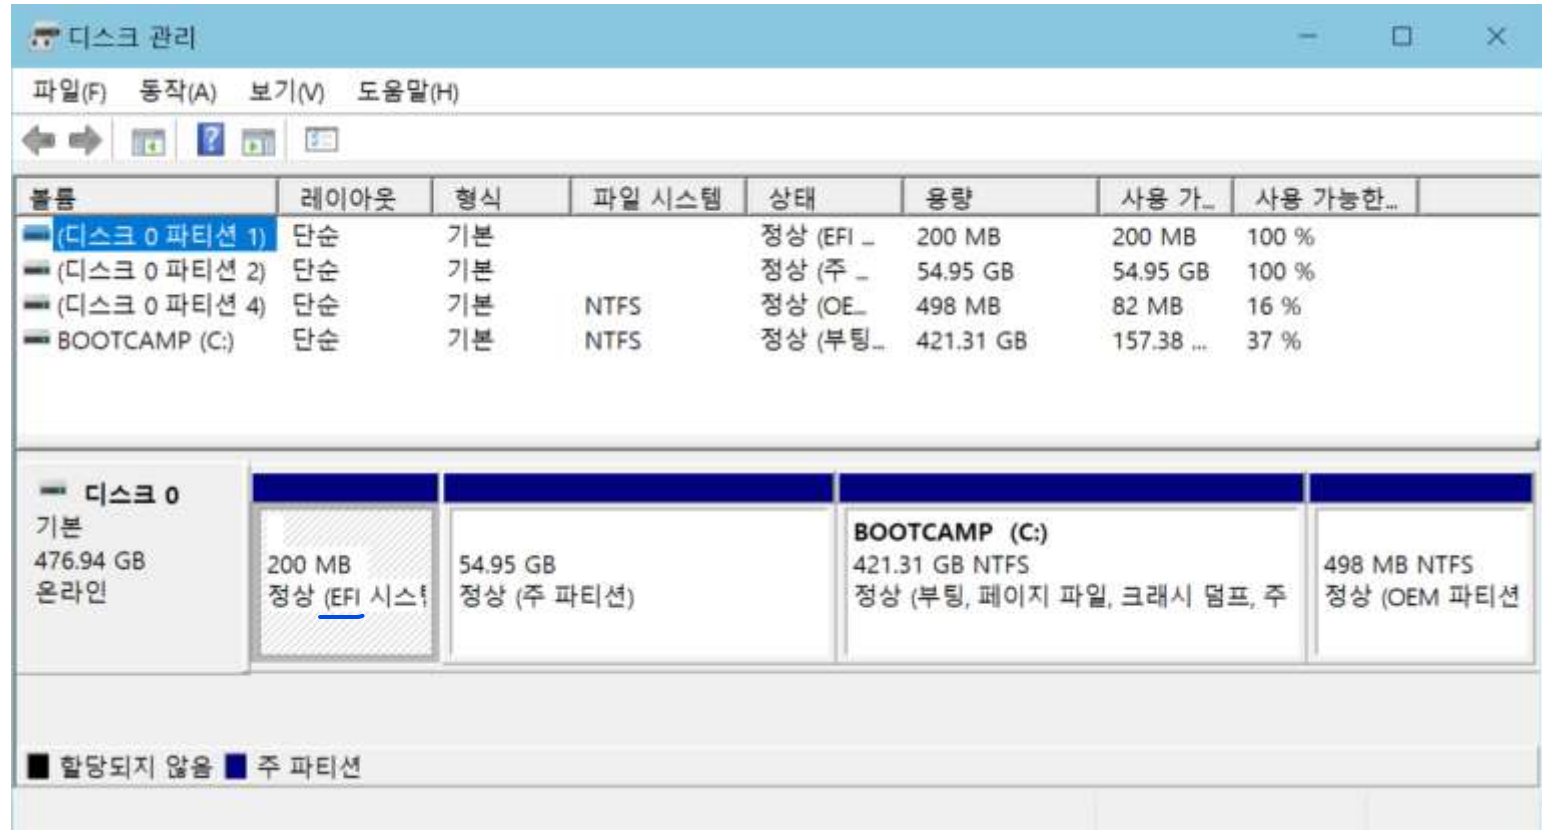 디스크 관리
파일(F) 동작(A) 보기(V) 도움말(H)
볼륨 레이아웃 형식 파일 시스템 상태 용량 사용 가... 사용 가능한...
(디스크 0 파티션 1) 단순 기본 정상 (EFI ... 200 MB 200 MB 100 %
(디스크 0 파티션 2) 단순 기본 정상 (주 ... 54.95 GB 54.95 GB 100 %
(디스크 0 파티션 4) 단순 기본 NTFS 정상 (OE... 498 MB 82 MB 16 %
BOOTCAMP (C:) 단순 기본 NTFS 정상 (부팅... 421.31 GB 157.38 ... 37 %
디스크 0
기본
476.94 GB
온라인
200 MB
정상 (EFI 시스
54.95 GB
정상 (주 파티션)
BOOTCAMP (C:)
421.31 GB NTFS
정상 (부팅, 페이지 파일, 크래시 덤프, 주
498 MB NTFS
정상 (OEM 파티션
할당되지 않음 주 파티션